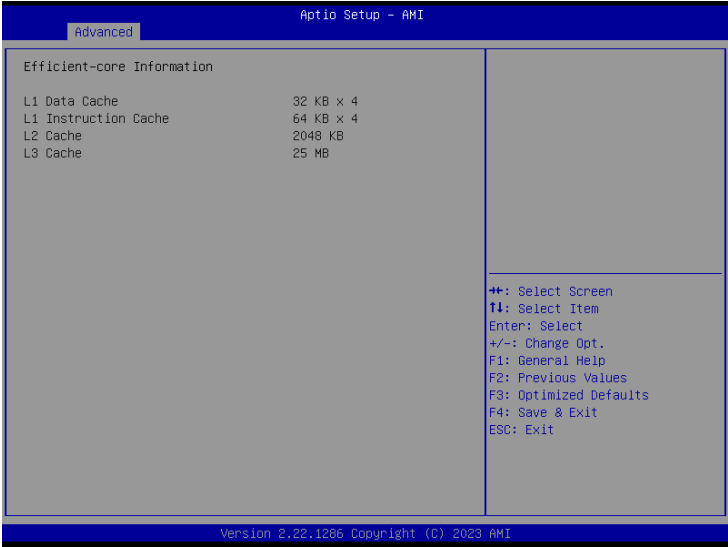 Aptio Setup - AMI
Advanced
Efficient-core Information
L1 Data Cache 32 KB x 4
L1 Instruction Cache 64 KB x 4
L2 Cache 2048 KB
L3 Cache 25 MB
→←: Select Screen
↑↓: Select Item
Enter: Select
+/-: Change Opt.
F1: General Help
F2: Previous Values
F3: Optimized Defaults
F4: Save & Exit
ESC: Exit
Version 2.22.1286 Copyright (C) 2023 AMI